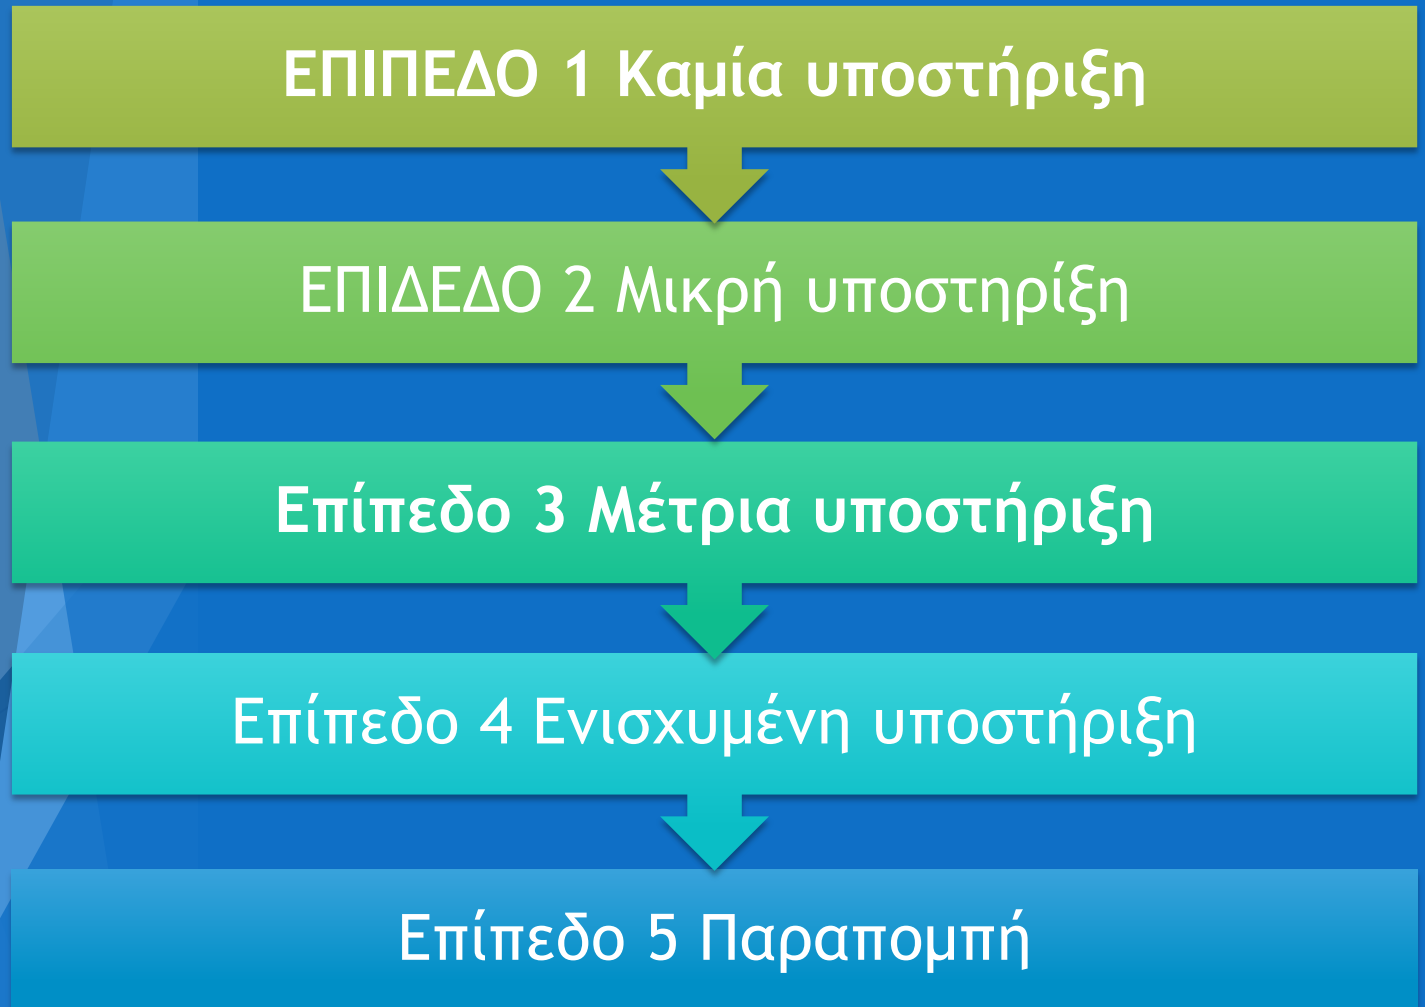 ΕΠΙΠΕΔΟ 1 Καμία υποστήριξη
ΕΠΙΔΕΔΟ 2 Μικρή υποστηρίξη
Επίπεδο 3 Μέτρια υποστήριξη
Επίπεδο 4 Ενισχυμένη υποστήριξη
Επίπεδο 5 Παραπομπή